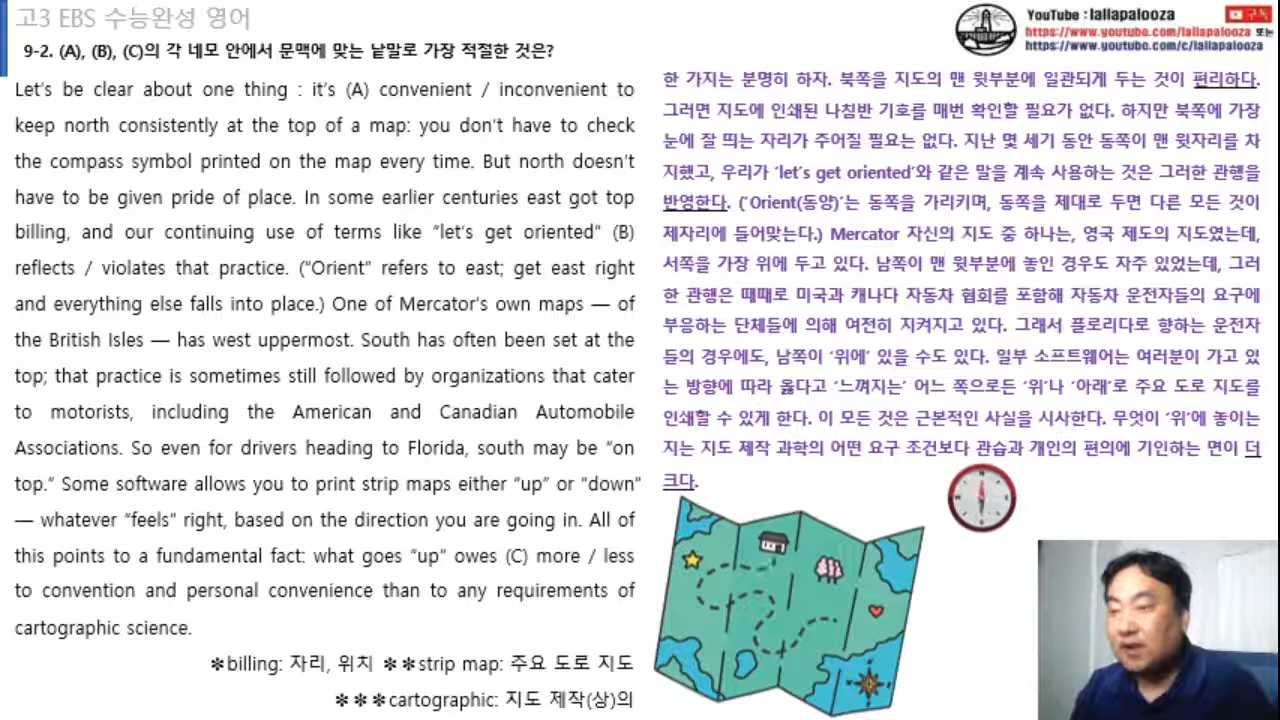 고3 EBS 수능완성 영어
YouTube : lallapalooza
구독
https://www.youtube.com/lallapalooza 또는
https://www.youtube.com/c/lallapalooza
9-2. (A), (B), (C)의 각 네모 안에서 문맥에 맞는 낱말로 가장 적절한 것은?
Let's be clear about one thing : it's (A) convenient / inconvenient to
keep north consistently at the top of a map: you don't have to check
the compass symbol printed on the map every time. But north doesn't
have to be given pride of place. In some earlier centuries east got top
billing, and our continuing use of terms like "let's get oriented" (B)
reflects / violates that practice. ("Orient" refers to east; get east right
and everything else falls into place.) One of Mercator's own maps — of
the British Isles — has west uppermost. South has often been set at the
top; that practice is sometimes still followed by organizations that cater
to motorists, including the American and Canadian Automobile
Associations. So even for drivers heading to Florida, south may be "on
top." Some software allows you to print strip maps either "up" or "down"
— whatever "feels" right, based on the direction you are going in. All of
this points to a fundamental fact: what goes "up" owes (C) more / less
to convention and personal convenience than to any requirements of
cartographic science.
✻billing: 자리, 위치 ✻✻strip map: 주요 도로 지도
✻✻✻cartographic: 지도 제작(상)의
한 가지는 분명히 하자. 북쪽을 지도의 맨 윗부분에 일관되게 두는 것이 편리하다.
그러면 지도에 인쇄된 나침반 기호를 매번 확인할 필요가 없다. 하지만 북쪽에 가장
눈에 잘 띄는 자리가 주어질 필요는 없다. 지난 몇 세기 동안 동쪽이 맨 윗자리를 차
지했고, 우리가 'let's get oriented'와 같은 말을 계속 사용하는 것은 그러한 관행을
반영한다. ('Orient(동양)'는 동쪽을 가리키며, 동쪽을 제대로 두면 다른 모든 것이
제자리에 들어맞는다.) Mercator 자신의 지도 중 하나는, 영국 제도의 지도였는데,
서쪽을 가장 위에 두고 있다. 남쪽이 맨 윗부분에 놓인 경우도 자주 있었는데, 그러
한 관행은 때때로 미국과 캐나다 자동차 협회를 포함해 자동차 운전자들의 요구에
부응하는 단체들에 의해 여전히 지켜지고 있다. 그래서 플로리다로 향하는 운전자
들의 경우에도, 남쪽이 '위에' 있을 수도 있다. 일부 소프트웨어는 여러분이 가고 있
는 방향에 따라 옳다고 '느껴지는' 어느 쪽으로든 '위'나 '아래'로 주요 도로 지도를
인쇄할 수 있게 한다. 이 모든 것은 근본적인 사실을 시사한다. 무엇이 '위'에 놓이는
지는 지도 제작 과학의 어떤 요구 조건보다 관습과 개인의 편의에 기인하는 면이 더
크다.